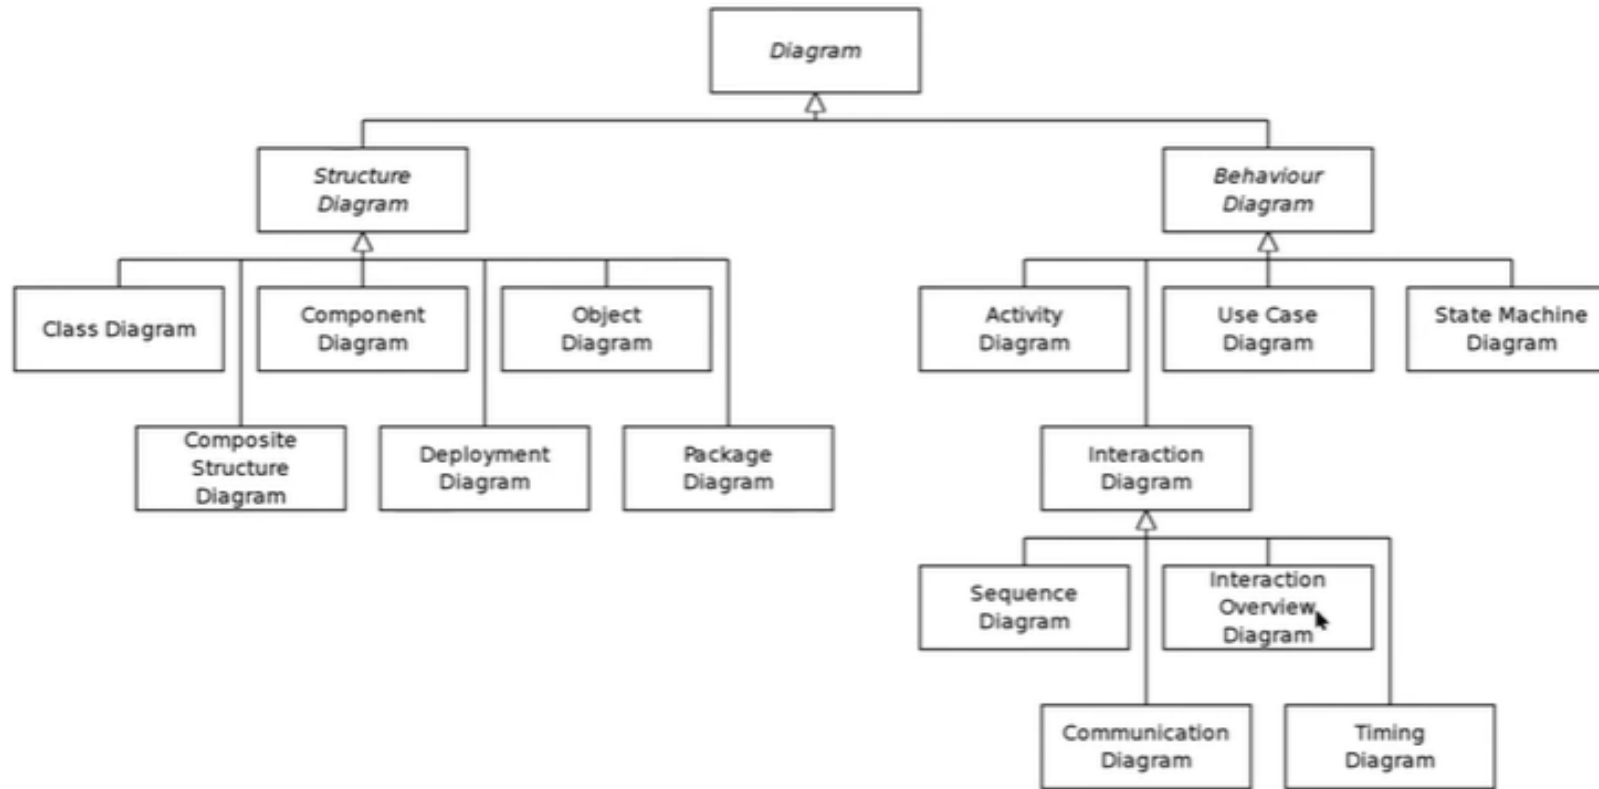 Diagram
Structure
Diagram
Behaviour
Diagram
Class Diagram
Component
Diagram
Object
Diagram
Activity
Diagram
Use Case
Diagram
State Machine
Diagram
Composite
Structure
Diagram
Deployment
Diagram
Package
Diagram
Interaction
Diagram
Sequence
Diagram
Interaction
Overview
Diagram
Communication
Diagram
Timing
Diagram